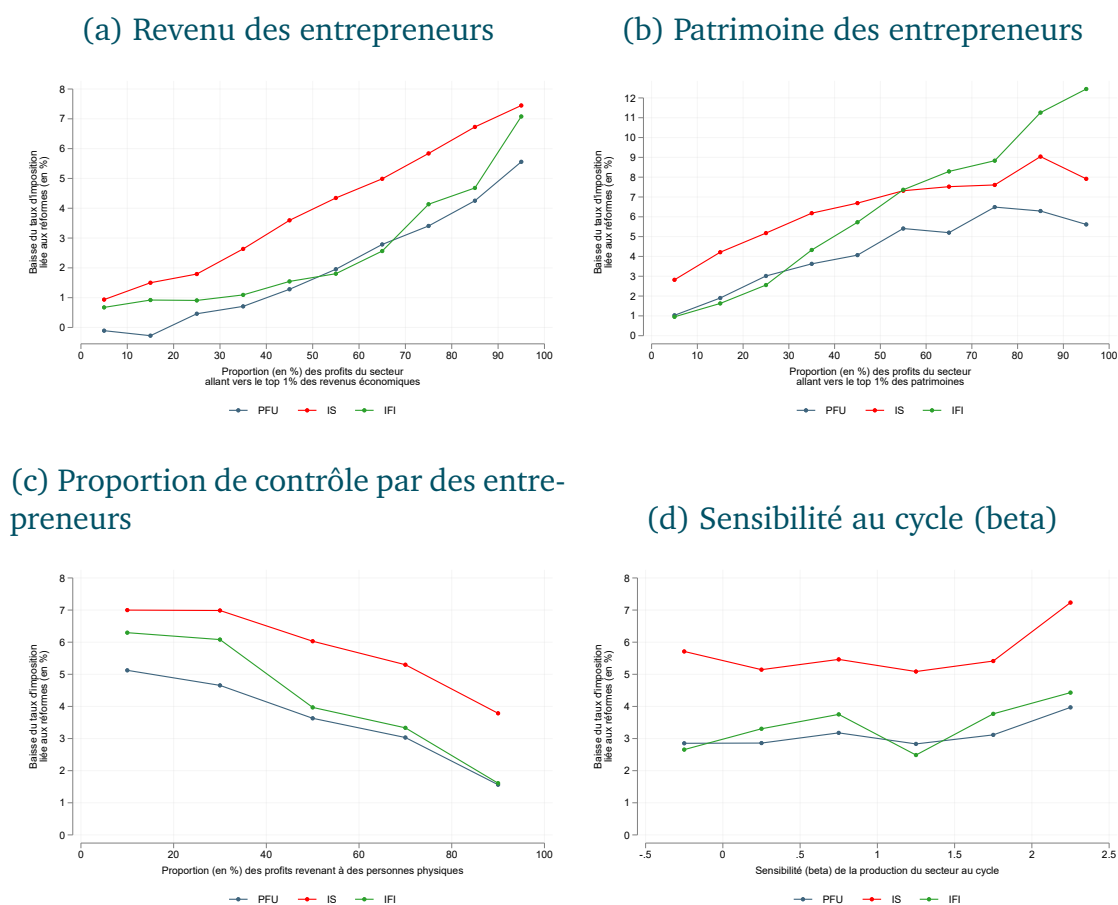 (a) Revenu des entrepreneurs
Baisse du taux d'imposition
liée aux réformes (en %)
8
7
6
5
4
3
2
1
0
0 10 20 30 40 50 60 70 80 90 100
Proportion (en %) des profits du secteur
allant vers le top 1% des revenus économiques
PFU IS IFI
(b) Patrimoine des entrepreneurs
Baisse du taux d'imposition
liée aux réformes (en %)
12
11
10
9
8
7
6
5
4
3
2
1
0
0 10 20 30 40 50 60 70 80 90 100
Proportion (en %) des profits du secteur
allant vers le top 1% des patrimoines
PFU IS IFI
(c) Proportion de contrôle par des entre-
preneurs
Baisse du taux d'imposition
liée aux réformes (en %)
8
7
6
5
4
3
2
1
0
0 20 40 60 80 100
Proportion (en %) des profits revenant à des personnes physiques
PFU IS IFI
(d) Sensibilité au cycle (beta)
Baisse du taux d'imposition
liée aux réformes (en %)
8
7
6
5
4
3
2
1
0
-.5 0 .5 1 1.5 2 2.5
Sensibilité (beta) de la production du secteur au cycle
PFU IS IFI